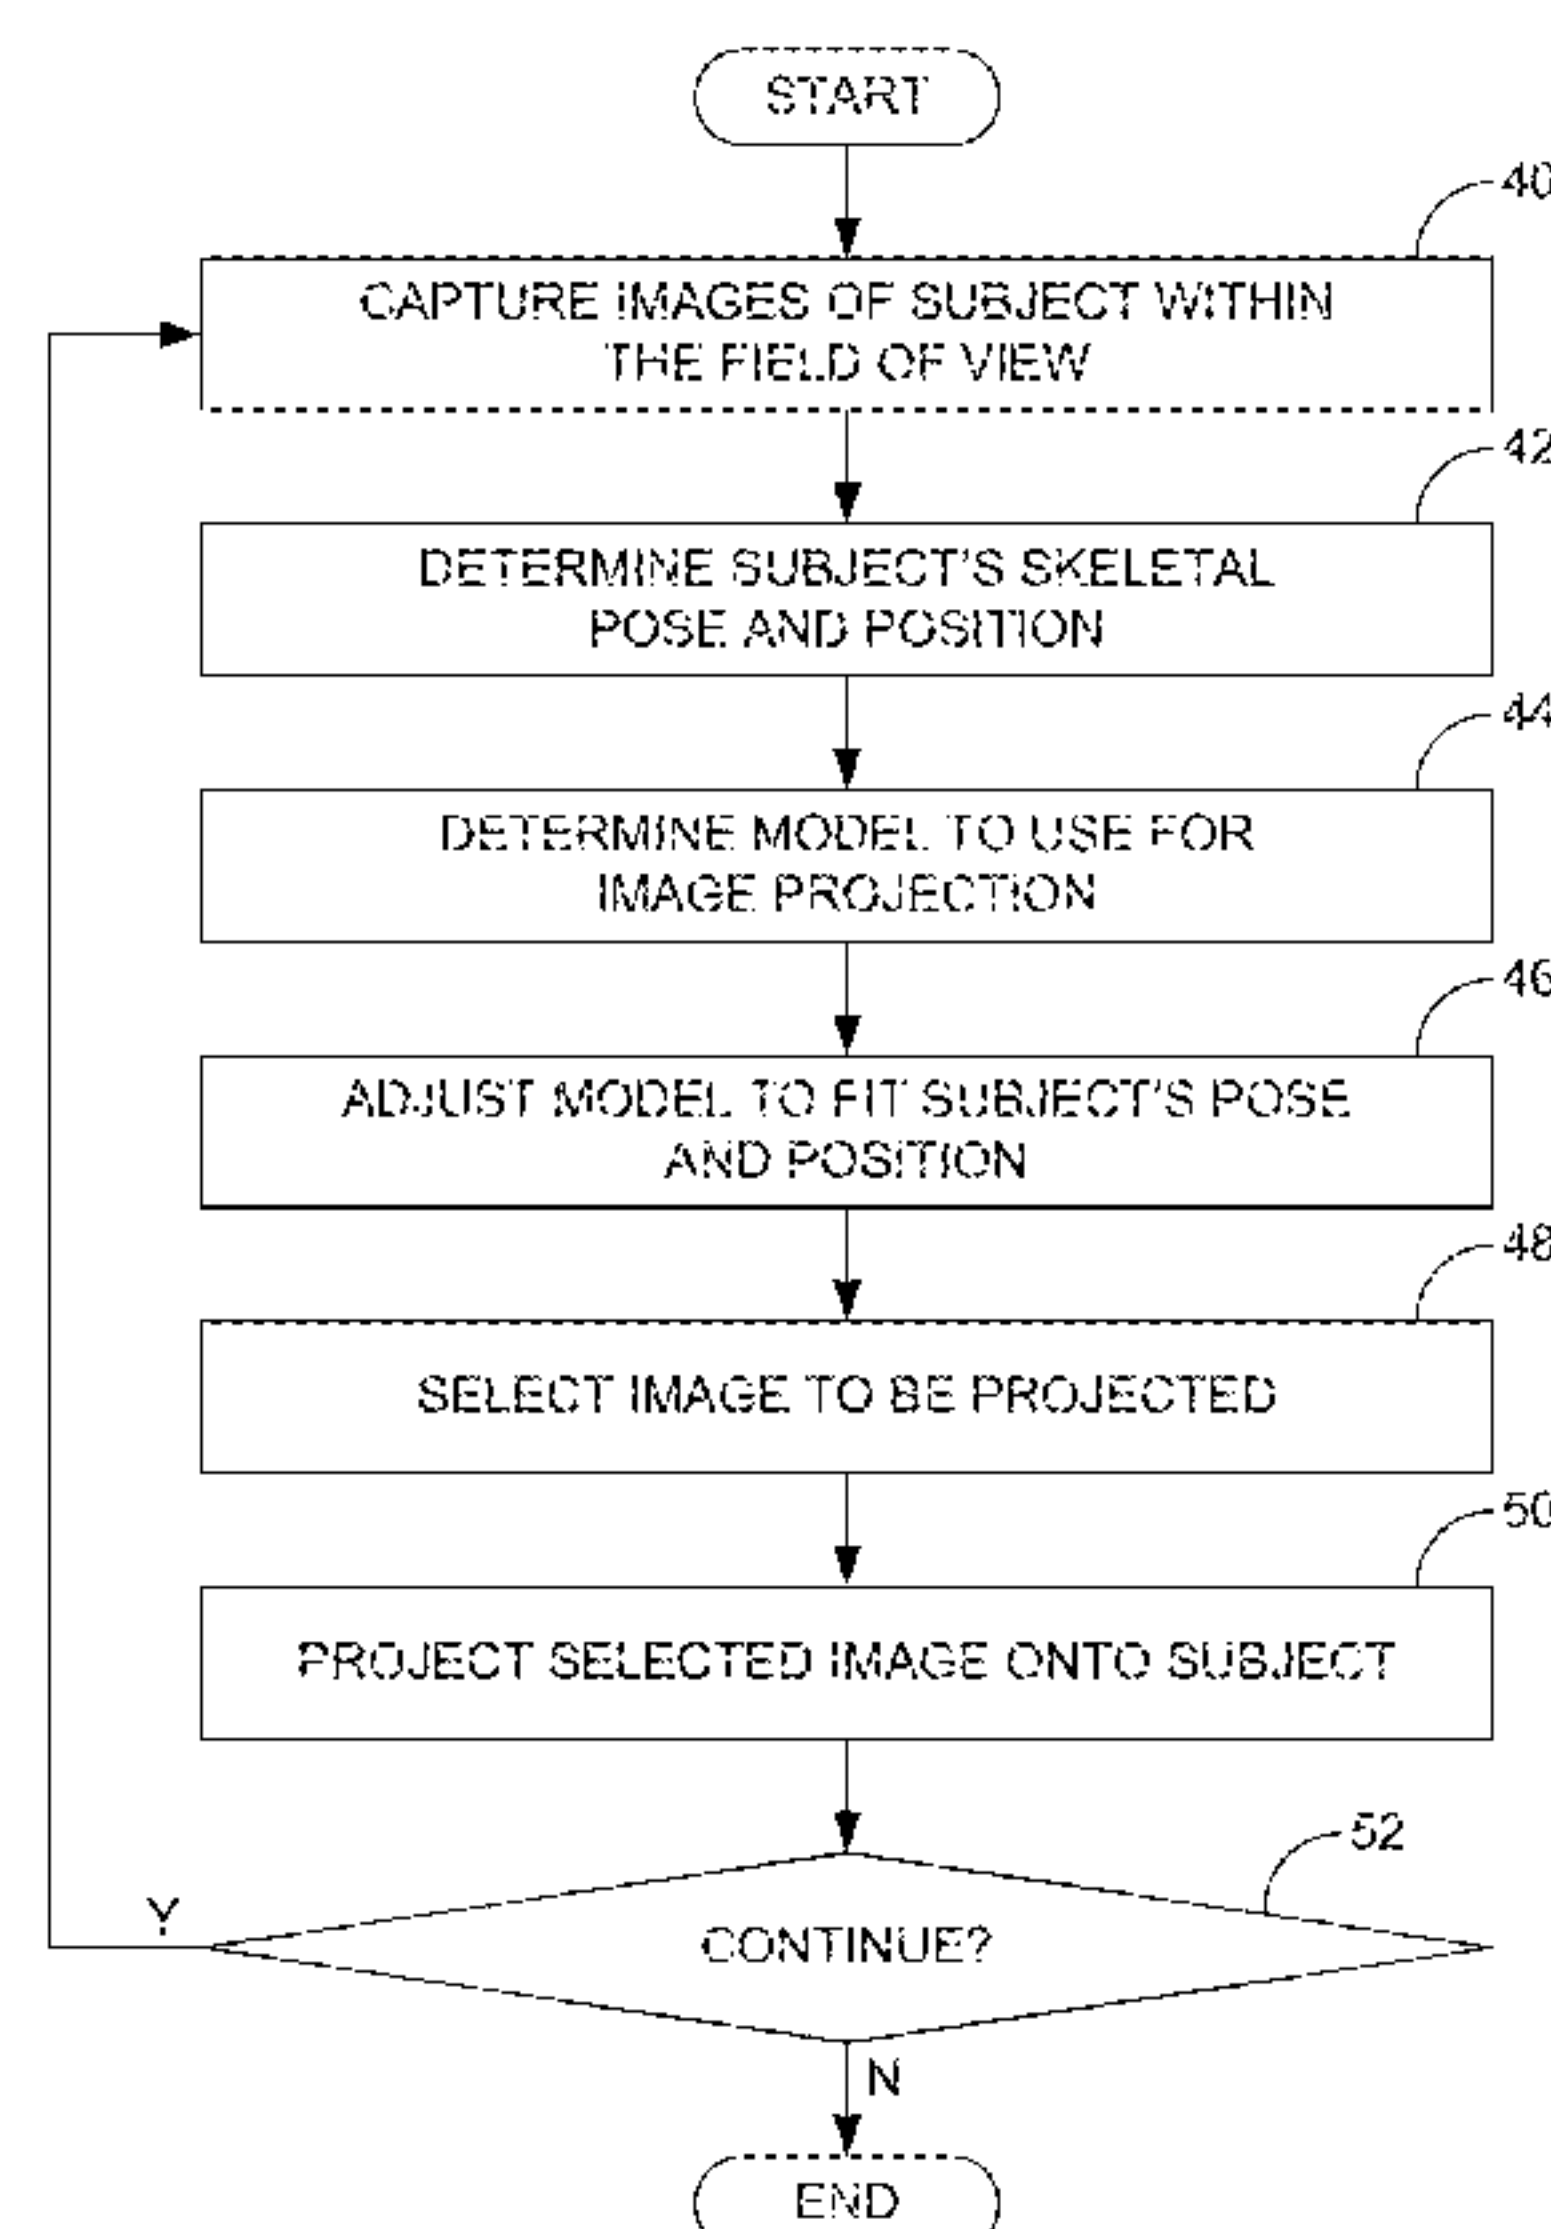 START
40
CAPTURE IMAGES OF SUBJECT WITHIN
THE FIELD OF VIEW
42
DETERMINE SUBJECT'S SKELETAL
POSE AND POSITION
44
DETERMINE MODEL TO USE FOR
IMAGE PROJECTION
46
ADJUST MODEL TO FIT SUBJECT'S POSE
AND POSITION
48
SELECT IMAGE TO BE PROJECTED
50
PROJECT SELECTED IMAGE ONTO SUBJECT
52
Y
CONTINUE?
N
END